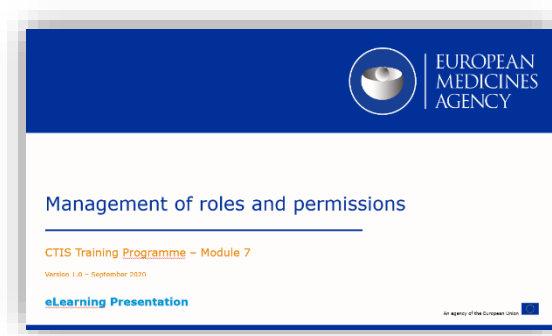 EUROPEAN
MEDICINES
AGENCY
Management of roles and permissions
CTIS Training Programme – Module 7
Version 1.0 – September 2020
eLearning Presentation
An agency of the European Union